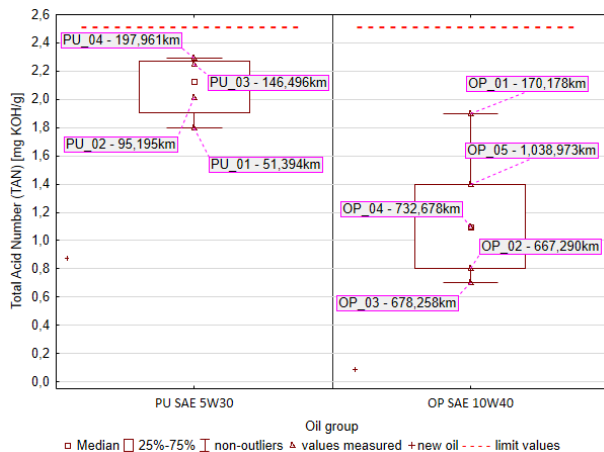 Total Acid Number (TAN) [mg KOH/g]
2,6
2,4
2,2
2,0
1,8
1,6
1,4
1,2
1,0
0,8
0,6
0,4
0,2
0,0
PU_04 - 197,961km
PU_03 - 146,496km
PU_02 - 95,195km
PU_01 - 51,394km
OP_01 - 170,178km
OP_05 - 1,038,973km
OP_04 - 732,678km
OP_02 - 667,290km
OP_03 - 678,258km
PU SAE 5W30 OP SAE 10W40
Oil group
Median 25%-75% non-outliers values measured new oil limit values